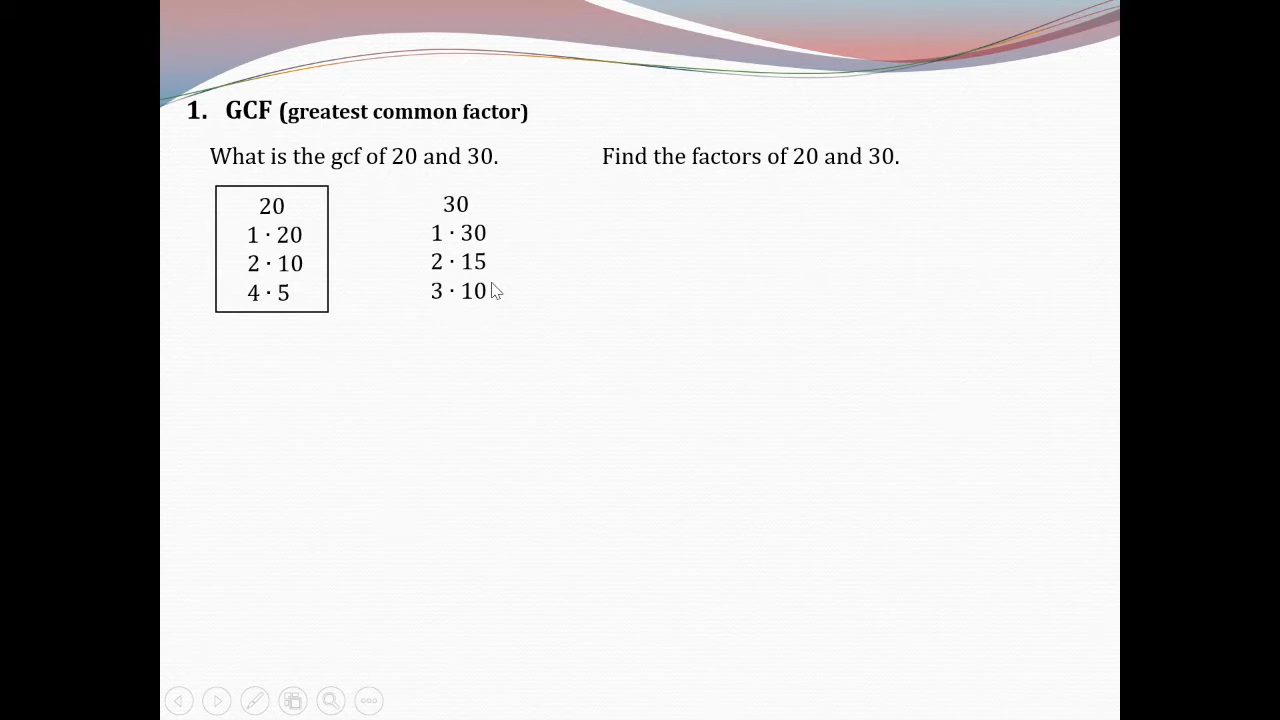 1. GCF (greatest common factor)
What is the gcf of 20 and 30.
Find the factors of 20 and 30.
20
1 · 20
2 · 10
4 · 5
30
1 · 30
2 · 15
3 · 10